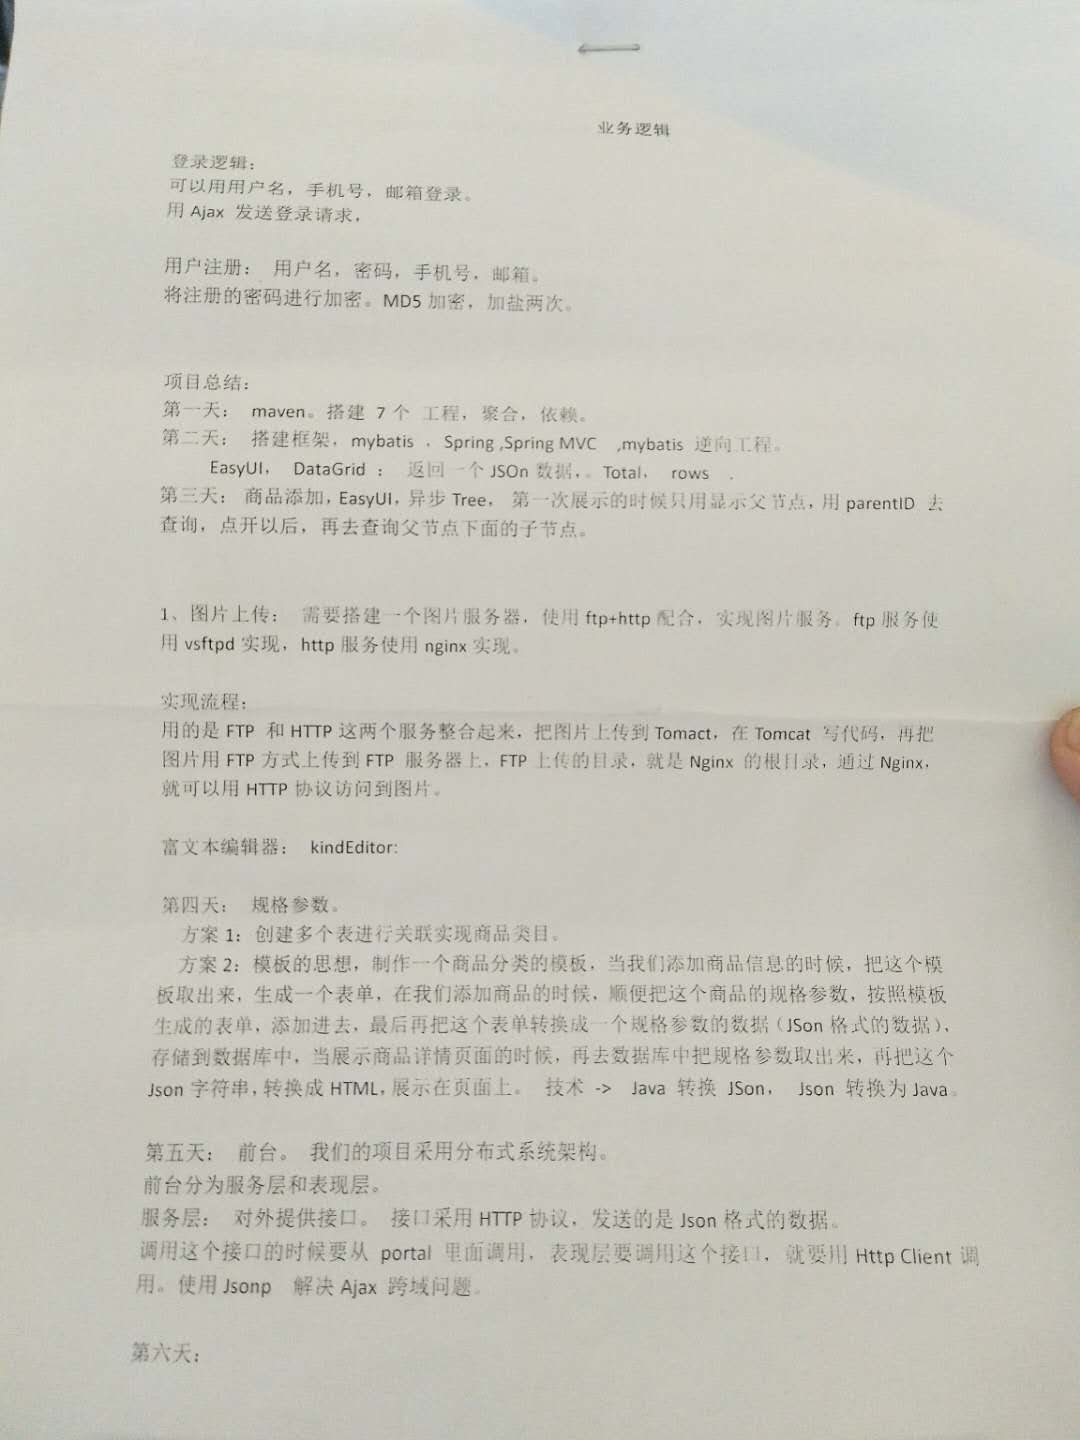 业务逻辑
登录逻辑：
可以用用户名，手机号，邮箱登录。
用 Ajax 发送登录请求，
用户注册： 用户名，密码，手机号，邮箱。
将注册的密码进行加密。MD5 加密，加盐两次。
项目总结：
第一天： maven。搭建 7 个 工程，聚合，依赖。
第二天： 搭建框架，mybatis ，Spring ,Spring MVC ,mybatis 逆向工程。
EasyUI， DataGrid ： 返回一个 JSOn 数据，。Total， rows .
第三天： 商品添加，EasyUI，异步 Tree， 第一次展示的时候只用显示父节点，用 parentID 去
查询，点开以后，再去查询父节点下面的子节点。
1、图片上传： 需要搭建一个图片服务器，使用 ftp+http 配合，实现图片服务。ftp 服务使
用 vsftpd 实现，http 服务使用 nginx 实现。
实现流程：
用的是 FTP 和 HTTP 这两个服务整合起来，把图片上传到 Tomact，在 Tomcat 写代码，再把
图片用 FTP 方式上传到 FTP 服务器上，FTP 上传的目录，就是 Nginx 的根目录，通过 Nginx，
就可以用 HTTP 协议访问到图片。
富文本编辑器： kindEditor:
第四天： 规格参数。
方案 1：创建多个表进行关联实现商品类目。
方案 2：模板的思想，制作一个商品分类的模板，当我们添加商品信息的时候，把这个模
板取出来，生成一个表单，在我们添加商品的时候，顺便把这个商品的规格参数，按照模板
生成的表单，添加进去，最后再把这个表单转换成一个规格参数的数据（JSon 格式的数据），
存储到数据库中，当展示商品详情页面的时候，再去数据库中把规格参数取出来，再把这个
Json 字符串，转换成 HTML，展示在页面上。 技术 -> Java 转换 JSon， Json 转换为 Java。
第五天： 前台。 我们的项目采用分布式系统架构。
前台分为服务层和表现层。
服务层： 对外提供接口。 接口采用 HTTP 协议，发送的是 Json 格式的数据。
调用这个接口的时候要从 portal 里面调用，表现层要调用这个接口，就要用 Http Client 调
用。使用 Jsonp 解决 Ajax 跨域问题。
第六天：